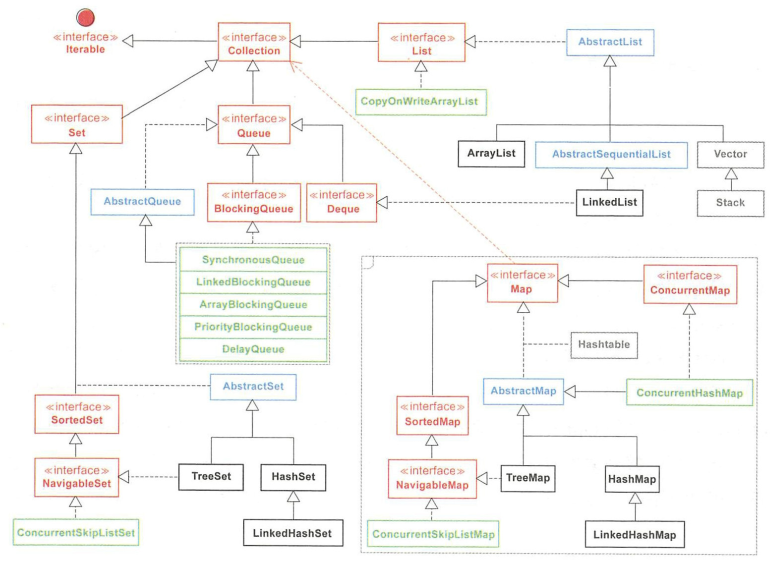 ≪interface≫
Iterable
≪interface≫
Collection
≪interface≫
List
AbstractList
CopyOnWriteArrayList
≪interface≫
Set
≪interface≫
Queue
ArrayList
AbstractSequentialList
Vector
AbstractQueue
≪interface≫
BlockingQueue
≪interface≫
Deque
LinkedList
Stack
SynchronousQueue
LinkedBlockingQueue
ArrayBlockingQueue
PriorityBlockingQueue
DelayQueue
≪interface≫
Map
≪interface≫
ConcurrentMap
Hashtable
AbstractSet
AbstractMap
ConcurrentHashMap
≪interface≫
SortedSet
≪interface≫
SortedMap
≪interface≫
NavigableSet
TreeSet
HashSet
≪interface≫
NavigableMap
TreeMap
HashMap
ConcurrentSkipListSet
LinkedHashSet
ConcurrentSkipListMap
LinkedHashMap